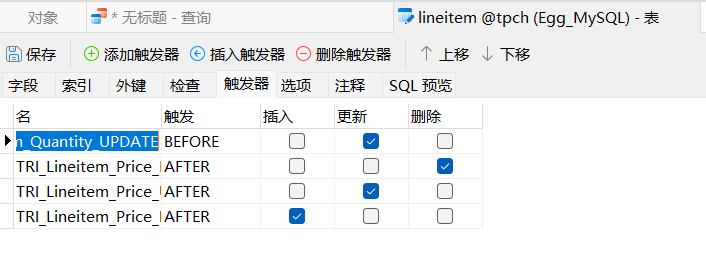 对象 * 无标题 - 查询 lineitem @tpch (Egg_MySQL) - 表
保存 添加触发器 插入触发器 删除触发器 上移 下移
字段 索引 外键 检查 触发器 选项 注释 SQL 预览
名 触发 插入 更新 删除
_Quantity_UPDATE BEFORE
TRI_Lineitem_Price_ AFTER
TRI_Lineitem_Price_ AFTER
TRI_Lineitem_Price_ AFTER